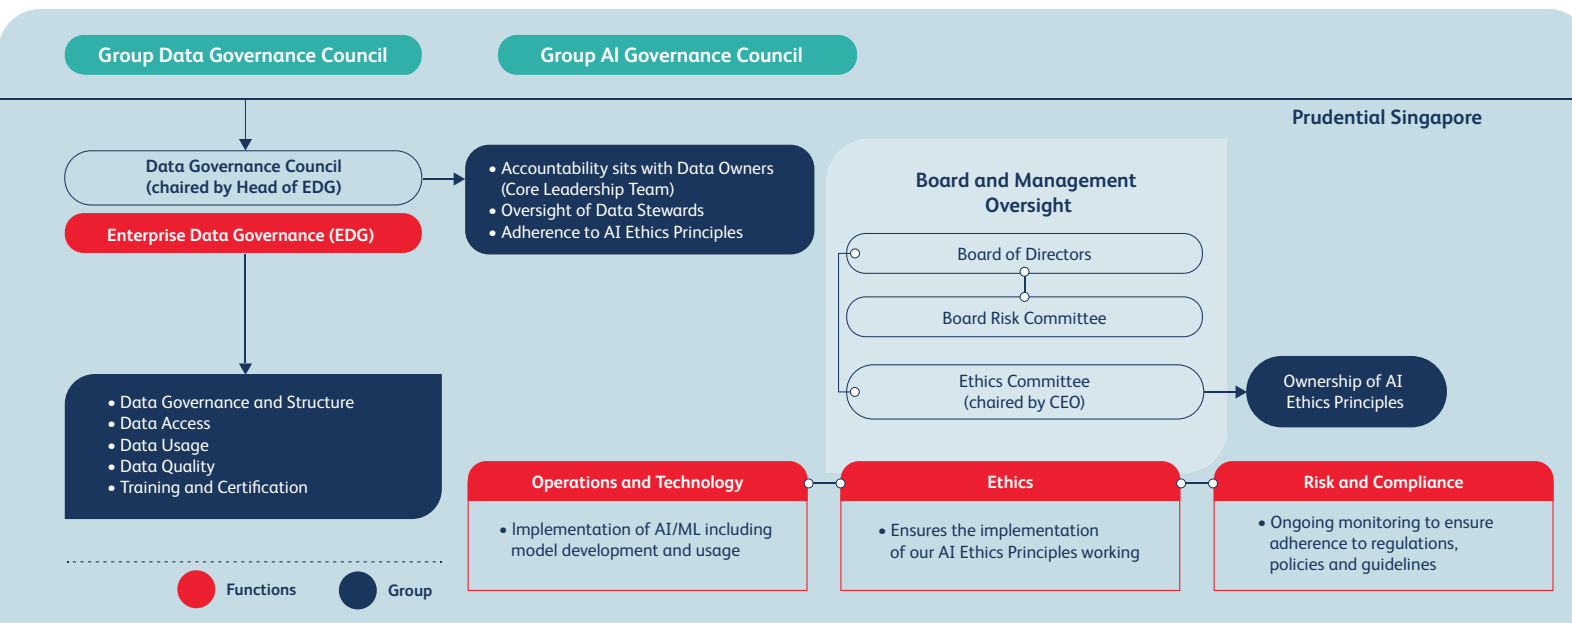 Group Data Governance Council
Group AI Governance Council
Prudential Singapore
Data Governance Council
(chaired by Head of EDG)
Enterprise Data Governance (EDG)
• Accountability sits with Data Owners
(Core Leadership Team)
• Oversight of Data Stewards
• Adherence to AI Ethics Principles
Board and Management
Oversight
Board of Directors
Board Risk Committee
Ethics Committee
(chaired by CEO)
Ownership of AI
Ethics Principles
• Data Governance and Structure
• Data Access
• Data Usage
• Data Quality
• Training and Certification
Operations and Technology
• Implementation of AI/ML including
model development and usage
Ethics
• Ensures the implementation
of our AI Ethics Principles working
Risk and Compliance
• Ongoing monitoring to ensure
adherence to regulations,
policies and guidelines
Functions
Group